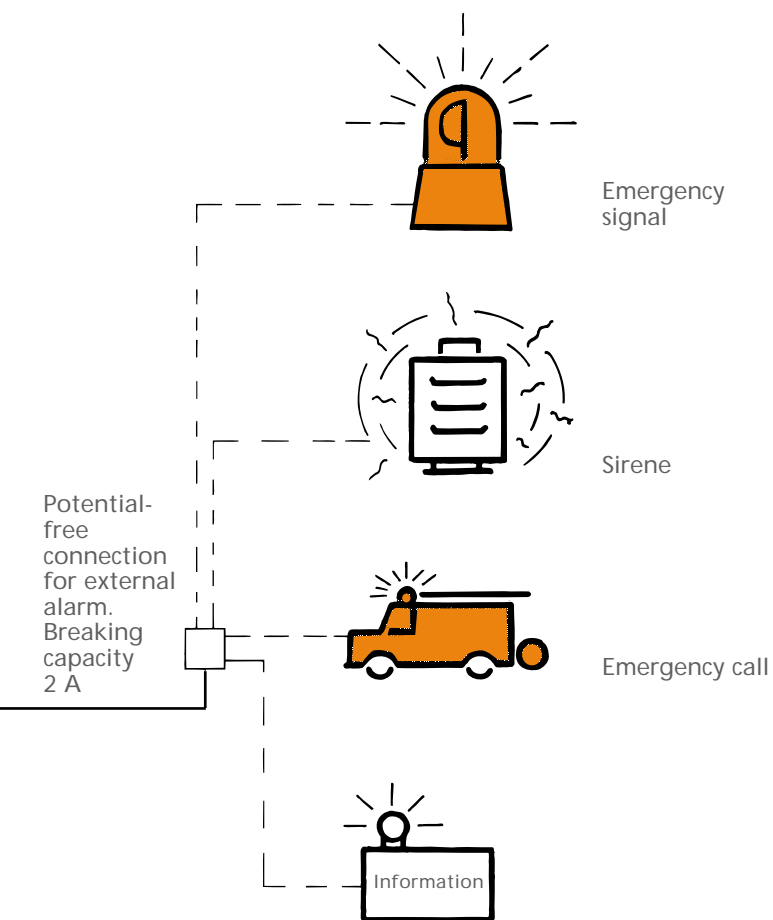 Emergency
signal
Sirene
Potential-
free
connection
for external
alarm.
Breaking
capacity
2 A
Emergency call
Information